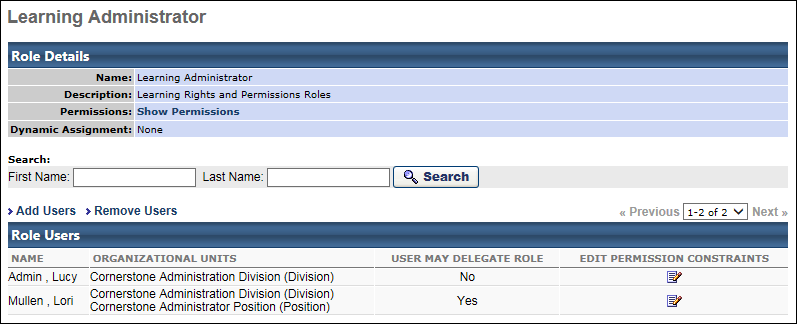 Learning Administrator
Role Details
Name: Learning Administrator
Description: Learning Rights and Permissions Roles
Permissions: Show Permissions
Dynamic Assignment: None
Search:
First Name: Last Name: Search
› Add Users › Remove Users « Previous 1-2 of 2 Next »
Role Users
NAME ORGANIZATIONAL UNITS USER MAY DELEGATE ROLE EDIT PERMISSION CONSTRAINTS
Admin , Lucy Cornerstone Administration Division (Division) No
Mullen , Lori Cornerstone Administration Division (Division) Yes
Cornerstone Administrator Position (Position)